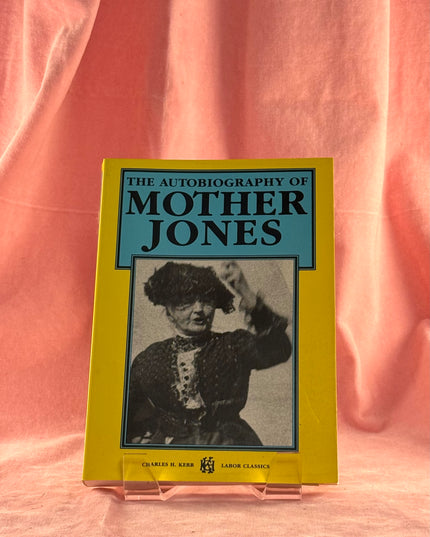 THE AUTOBIOGRAPHY OF
MOTHER
JONES
CHARLES H. KERR LABOR CLASSICS